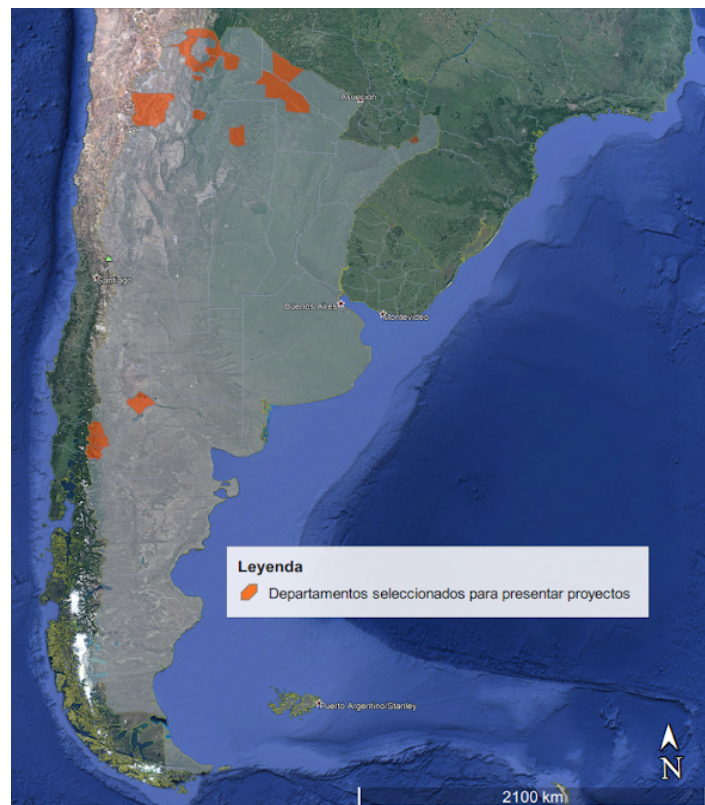 Asunción
Santiago
Buenos Aires
Montevideo
Leyenda
Departamentos seleccionados para presentar proyectos
Puerto Argentino/Stanley
N
2100 km